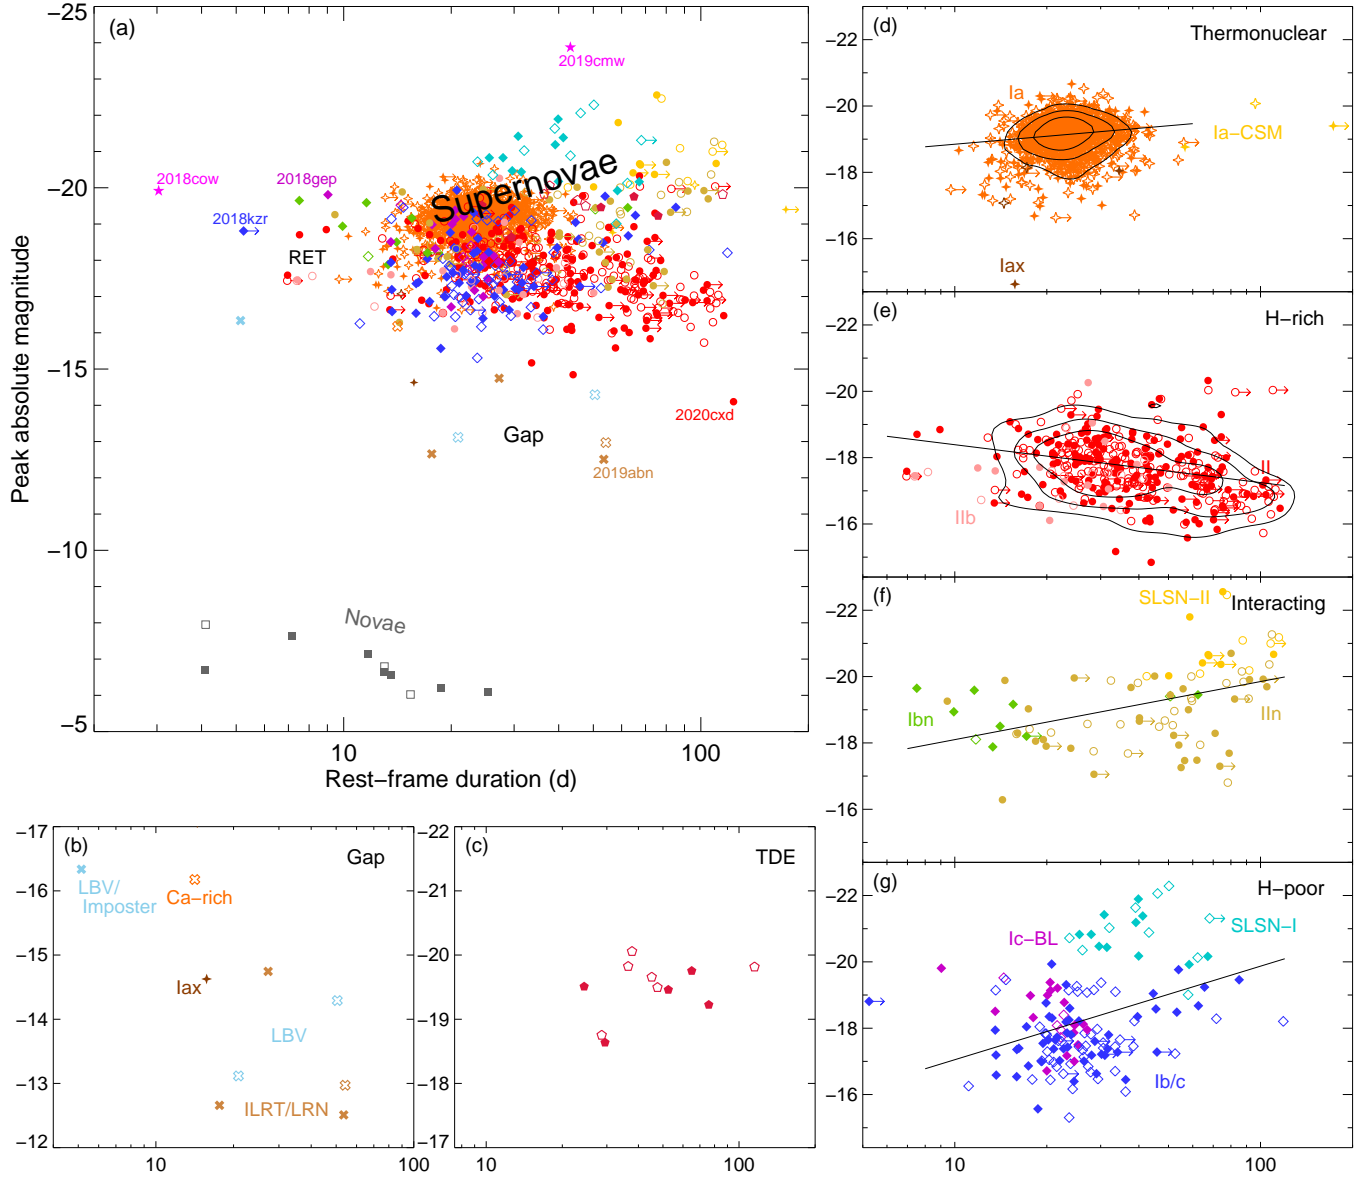 (a)
−25
−20
−15
−10
−5
Peak absolute magnitude
10
100
Rest−frame duration (d)
2019cmw
2018cow
2018gep
2018kzr
Supernovae
RET
2020cxd
Gap
2019abn
Novae
(b)
Gap
−17
−16
−15
−14
−13
−12
10
100
LBV/
Imposter
Ca−rich
Iax
LBV
ILRT/LRN
(c)
TDE
−22
−21
−20
−19
−18
−17
10
100
(d)
Thermonuclear
−22
−20
−18
−16
Ia
Ia−CSM
Iax
(e)
H−rich
−22
−20
−18
−16
II
IIb
(f)
Interacting
−22
−20
−18
−16
SLSN−II
Ibn
IIn
(g)
H−poor
−22
−20
−18
−16
Ic−BL
SLSN−I
Ib/c
10
100